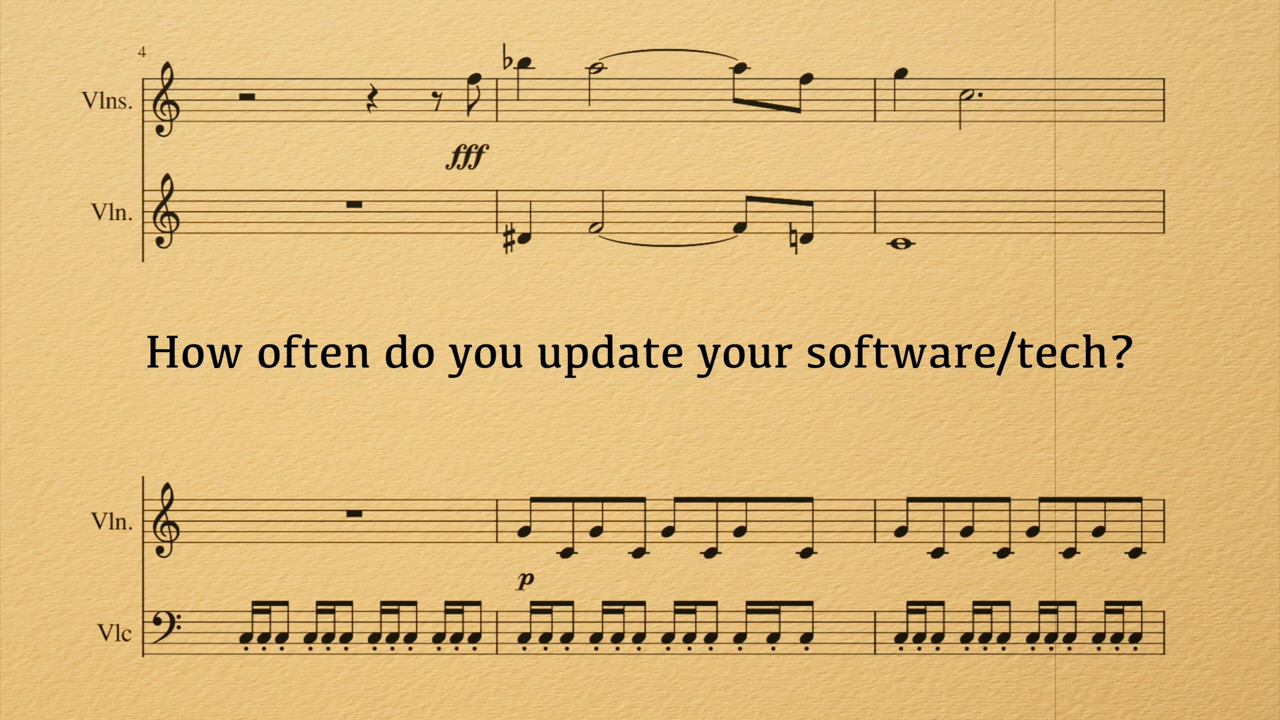 4
Vlns.
fff
Vln.
How often do you update your software/tech?
Vln.
p
Vlc